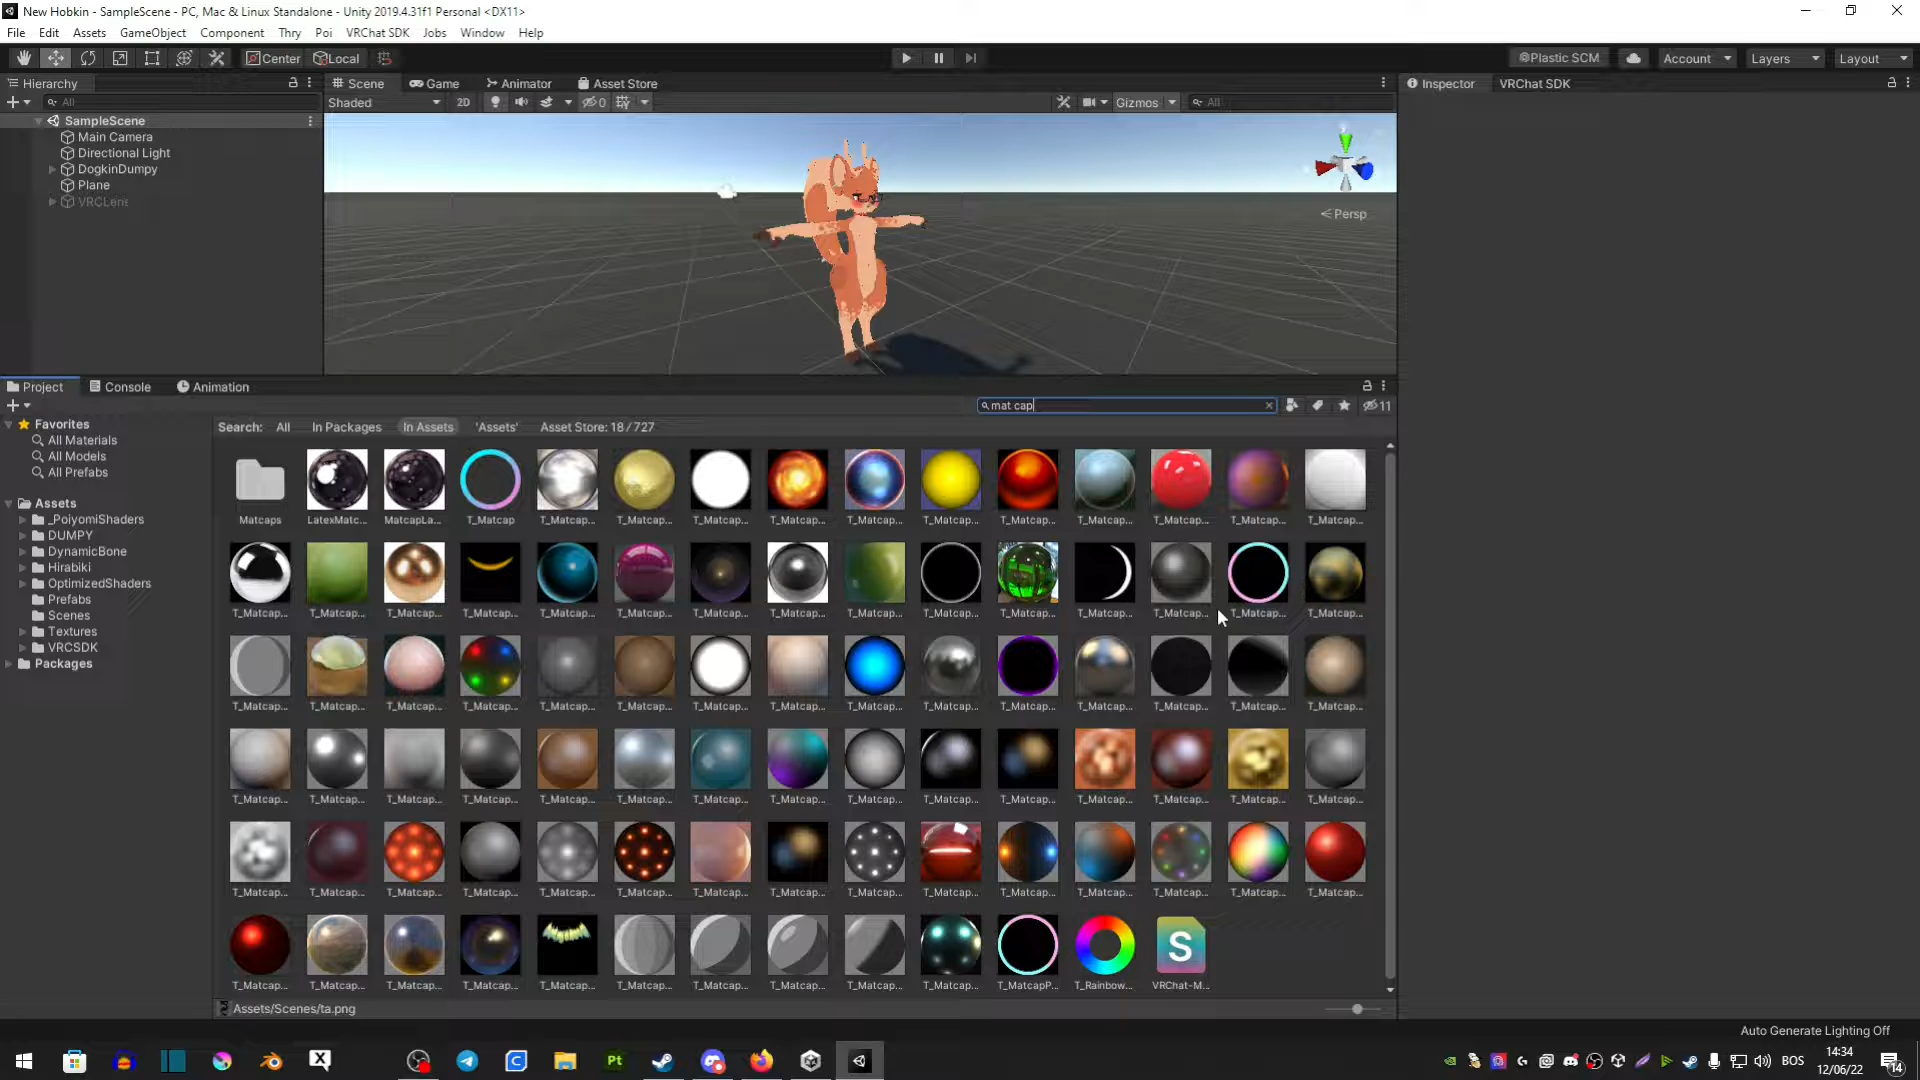 New Hobkin - SampleScene - PC, Mac & Linux Standalone - Unity 2019.4.31f1 Personal <DX11>
File Edit Assets GameObject Component Thry Poi VRChat SDK Jobs Window Help
Center Local Plastic SCM Account Layers Layout
Hierarchy Scene Game Animator Asset Store Inspector VRChat SDK
All Shaded 2D 0 Gizmos All
SampleScene
Main Camera
Directional Light
DogkinDumpy
Plane
VRCLens
Persp
Project Console Animation
mat cap 11
Favorites
All Materials
All Models
All Prefabs
Assets
_PoiyomiShaders
DUMPY
DynamicBone
Hirabiki
OptimizedShaders
Prefabs
Scenes
Textures
VRCSDK
Packages
Search: All In Packages In Assets 'Assets' Asset Store: 18 / 727
Matcaps LatexMatc... MatcapLa... T_Matcap T_Matcap... T_Matcap... T_Matcap... T_Matcap... T_Matcap... T_Matcap... T_Matcap... T_Matcap... T_Matcap... T_Matcap... T_Matcap...
T_Matcap... T_Matcap... T_Matcap... T_Matcap... T_Matcap... T_Matcap... T_Matcap... T_Matcap... T_Matcap... T_Matcap... T_Matcap... T_Matcap... T_Matcap... T_Matcap... T_Matcap...
T_Matcap... T_Matcap... T_Matcap... T_Matcap... T_Matcap... T_Matcap... T_Matcap... T_Matcap... T_Matcap... T_Matcap... T_Matcap... T_Matcap... T_Matcap... T_Matcap... T_Matcap...
T_Matcap... T_Matcap... T_Matcap... T_Matcap... T_Matcap... T_Matcap... T_Matcap... T_Matcap... T_Matcap... T_Matcap... T_Matcap... T_Matcap... T_Matcap... T_Matcap... T_Matcap...
T_Matcap... T_Matcap... T_Matcap... T_Matcap... T_Matcap... T_Matcap... T_Matcap... T_Matcap... T_Matcap... T_Matcap... T_Matcap... T_Matcap... T_Matcap... T_Matcap... T_Matcap...
S
T_Matcap... T_Matcap... T_Matcap... T_Matcap... T_Matcap... T_Matcap... T_Matcap... T_Matcap... T_Matcap... T_Matcap... T_MatcapP... T_Rainbow... VRChat-M...
Assets/Scenes/ta.png
Auto Generate Lighting Off
X Pt BOS
14:34
12/06/22
14